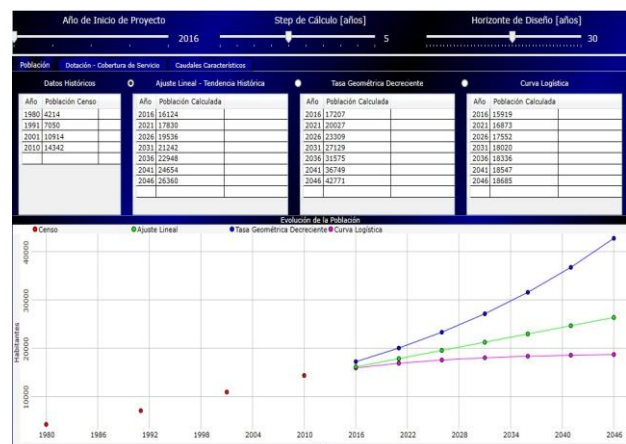 Año de Inicio de Proyecto Step de Cálculo [años] Horizonte de Diseño [años]
2016 5 30
Población Dotación - Cobertura de Servicio Caudales Característicos
Datos Históricos Ajuste Lineal - Tendencia Histórica Tasa Geométrica Decreciente Curva Logística
Año Población Censo Año Población Calculada Año Población Calculada Año Población Calculada
1980 4214 2016 16124 2016 17207 2016 15919
1991 7050 2021 17830 2021 20027 2021 16873
2001 10914 2026 19536 2026 23309 2026 17552
2010 14342 2031 21242 2031 27129 2031 18020
2036 22948 2036 31575 2036 18336
2041 24654 2041 36749 2041 18547
2046 26360 2046 42771 2046 18685
Evolución de la Población
Censo Ajuste Lineal Tasa Geométrica Decreciente Curva Logística
Habitantes
40000
30000
20000
10000
1980 1986 1992 1998 2004 2010 2016 2022 2028 2034 2040 2046